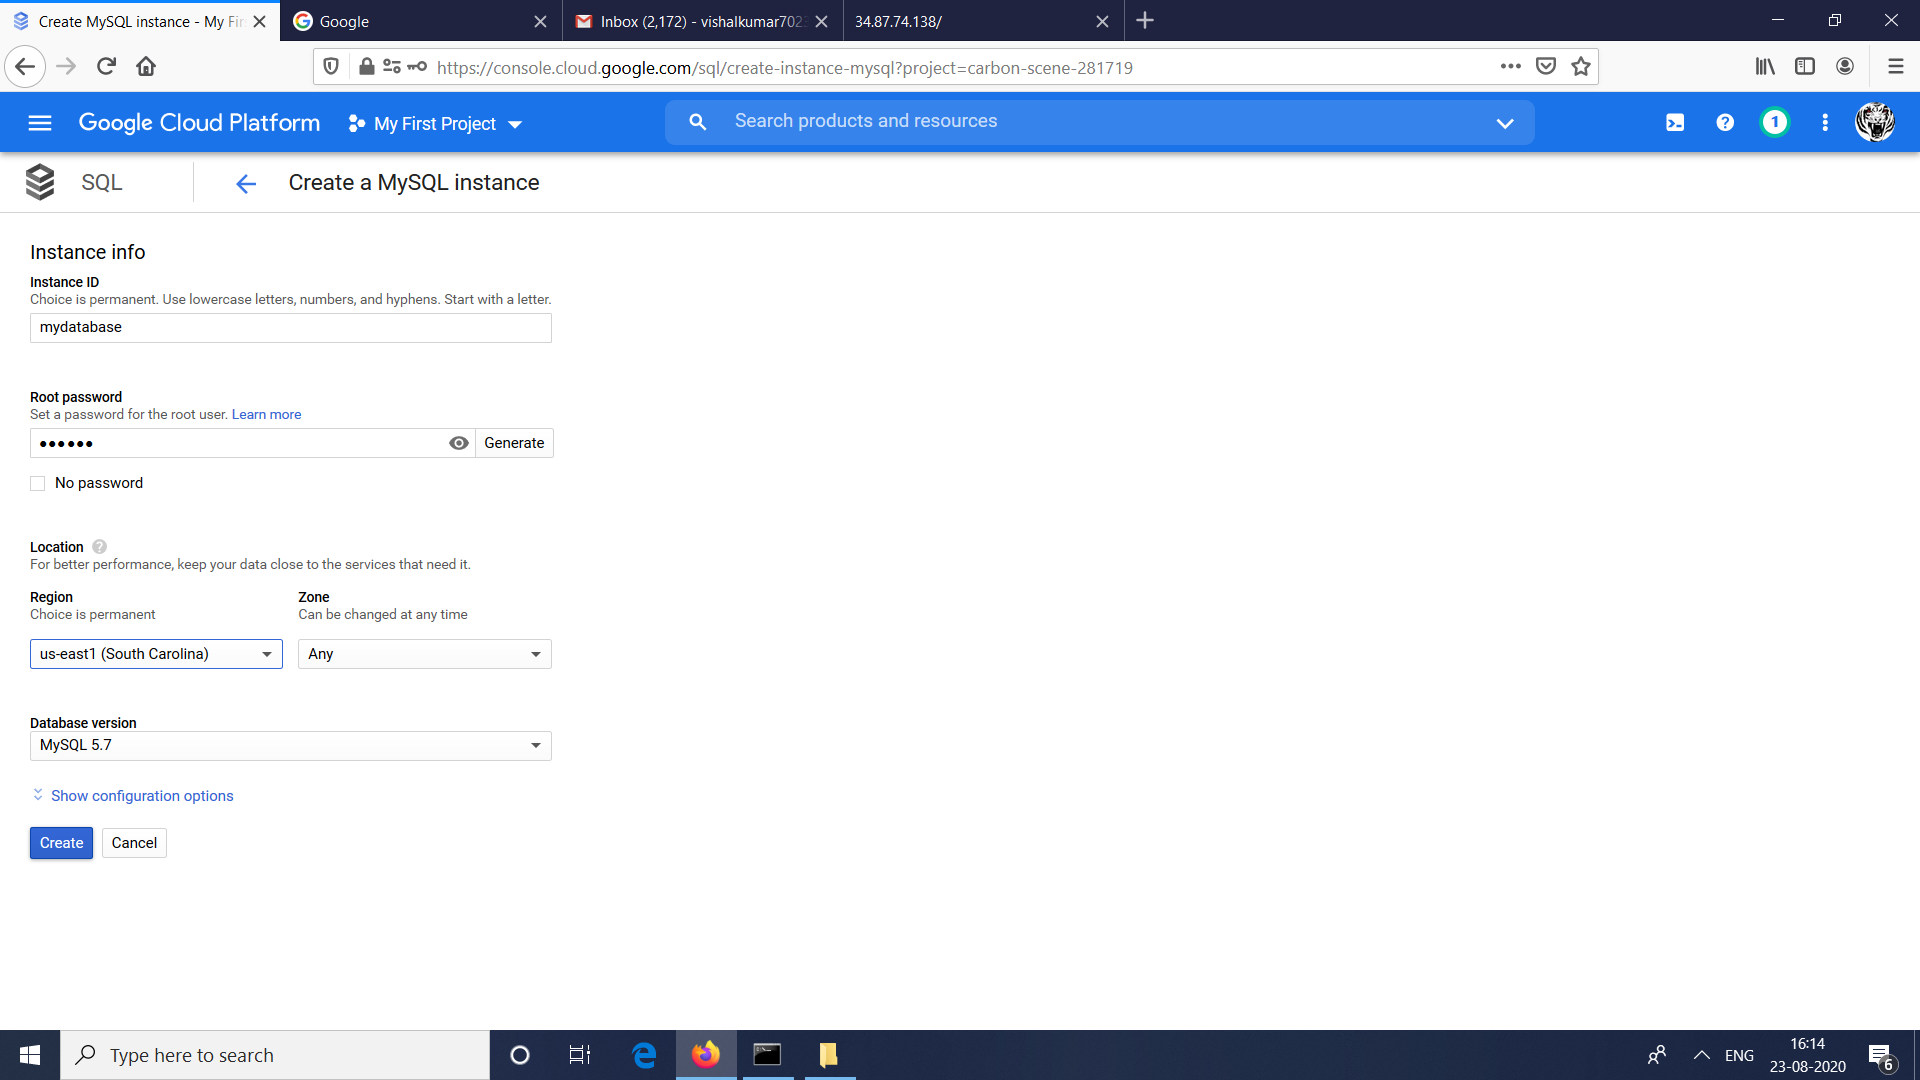 Create MySQL instance - My Fir
Google
Inbox (2,172) - vishalkumar702
34.87.74.138/
https://console.cloud.google.com/sql/create-instance-mysql?project=carbon-scene-281719
Google Cloud Platform
My First Project
Search products and resources
1
SQL
Create a MySQL instance
Instance info
Instance ID
Choice is permanent. Use lowercase letters, numbers, and hyphens. Start with a letter.
mydatabase
Root password
Set a password for the root user. Learn more
••••••
Generate
No password
Location
For better performance, keep your data close to the services that need it.
Region
Zone
Choice is permanent
Can be changed at any time
us-east1 (South Carolina)
Any
Database version
MySQL 5.7
Show configuration options
Create
Cancel
Type here to search
ENG
16:14
23-08-2020
6